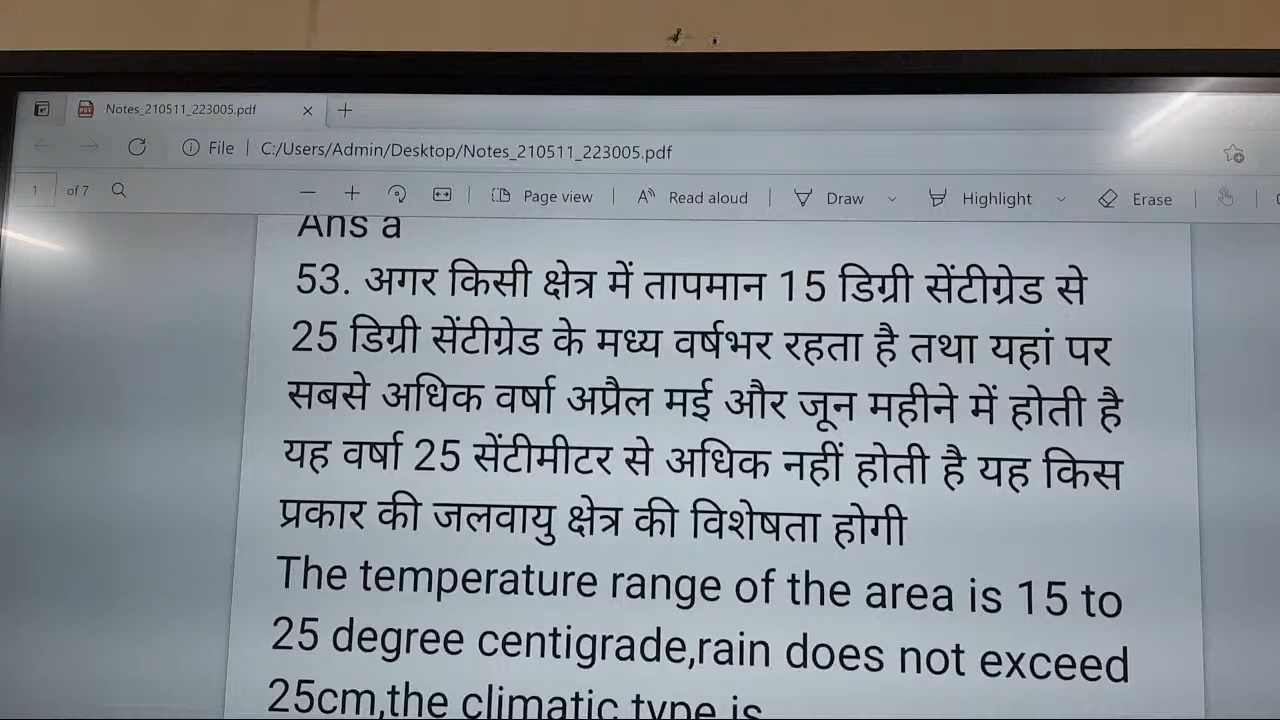 Notes_210511_223005.pdf
File | C:/Users/Admin/Desktop/Notes_210511_223005.pdf
1 of 7 Page view Read aloud Draw Highlight Erase
Ans a
53. अगर किसी क्षेत्र में तापमान 15 डिग्री सेंटीग्रेड से
25 डिग्री सेंटीग्रेड के मध्य वर्षभर रहता है तथा यहां पर
सबसे अधिक वर्षा अप्रैल मई और जून महीने में होती है
यह वर्षा 25 सेंटीमीटर से अधिक नहीं होती है यह किस
प्रकार की जलवायु क्षेत्र की विशेषता होगी
The temperature range of the area is 15 to
25 degree centigrade,rain does not exceed
25cm,the climatic type is